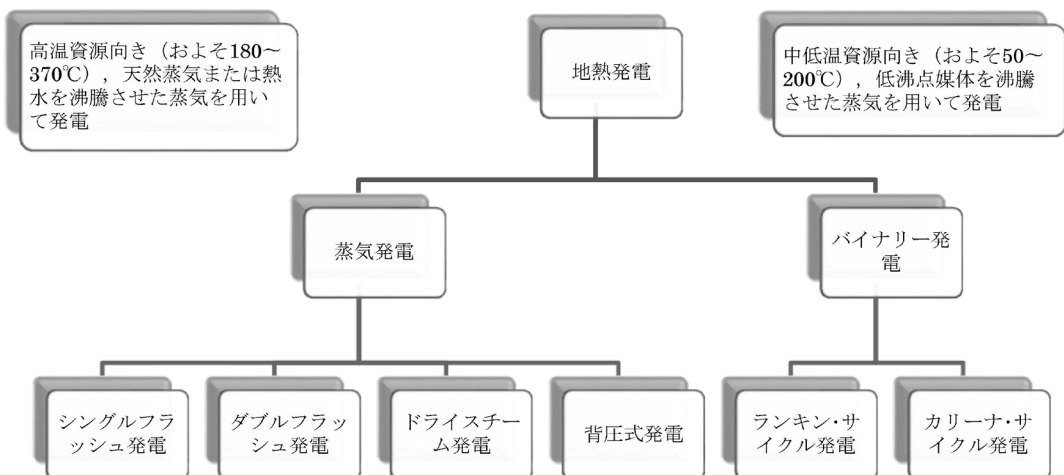 高温資源向き(およそ180~
370℃),天然蒸気または熱
水を沸騰させた蒸気を用い
て発電
地熱発電
中低温資源向き(およそ50~
200℃),低沸点媒体を沸騰
させた蒸気を用いて発電
蒸気発電
バイナリー発
電
シングルフラ
ッシュ発電
ダブルフラッ
シュ発電
ドライスチー
ム発電
背圧式発電
ランキン・サ
イクル発電
カリーナ・サ
イクル発電